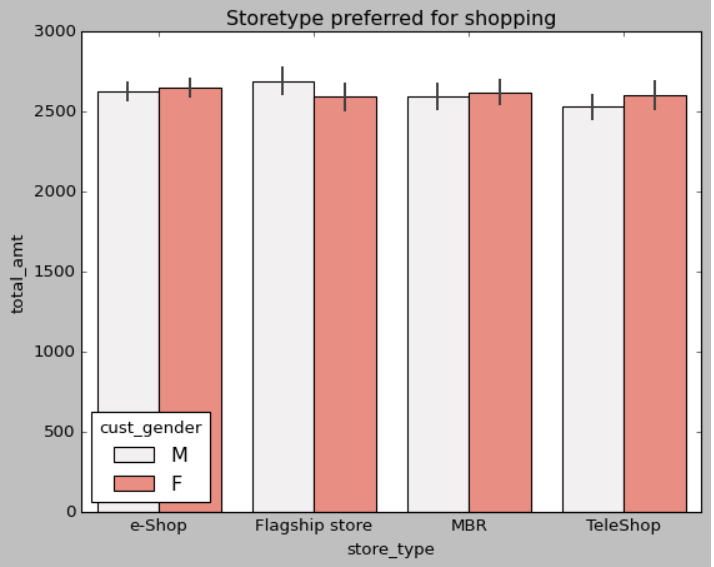 Storetype preferred for shopping
3000
2500
2000
1500
1000
500
0
total_amt
cust_gender
M
F
e-Shop Flagship store MBR TeleShop
store_type